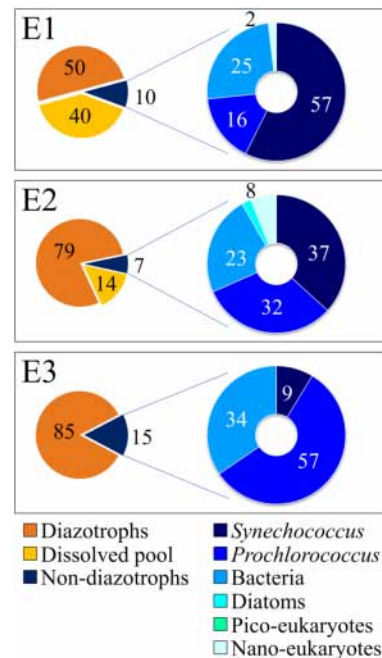 E1
2
50
10
40
25
57
16
E2
8
79
7
14
23
37
32
E3
85
15
34
9
57
Diazotrophs
Dissolved pool
Non-diazotrophs
Synechococcus
Prochlorococcus
Bacteria
Diatoms
Pico-eukaryotes
Nano-eukaryotes